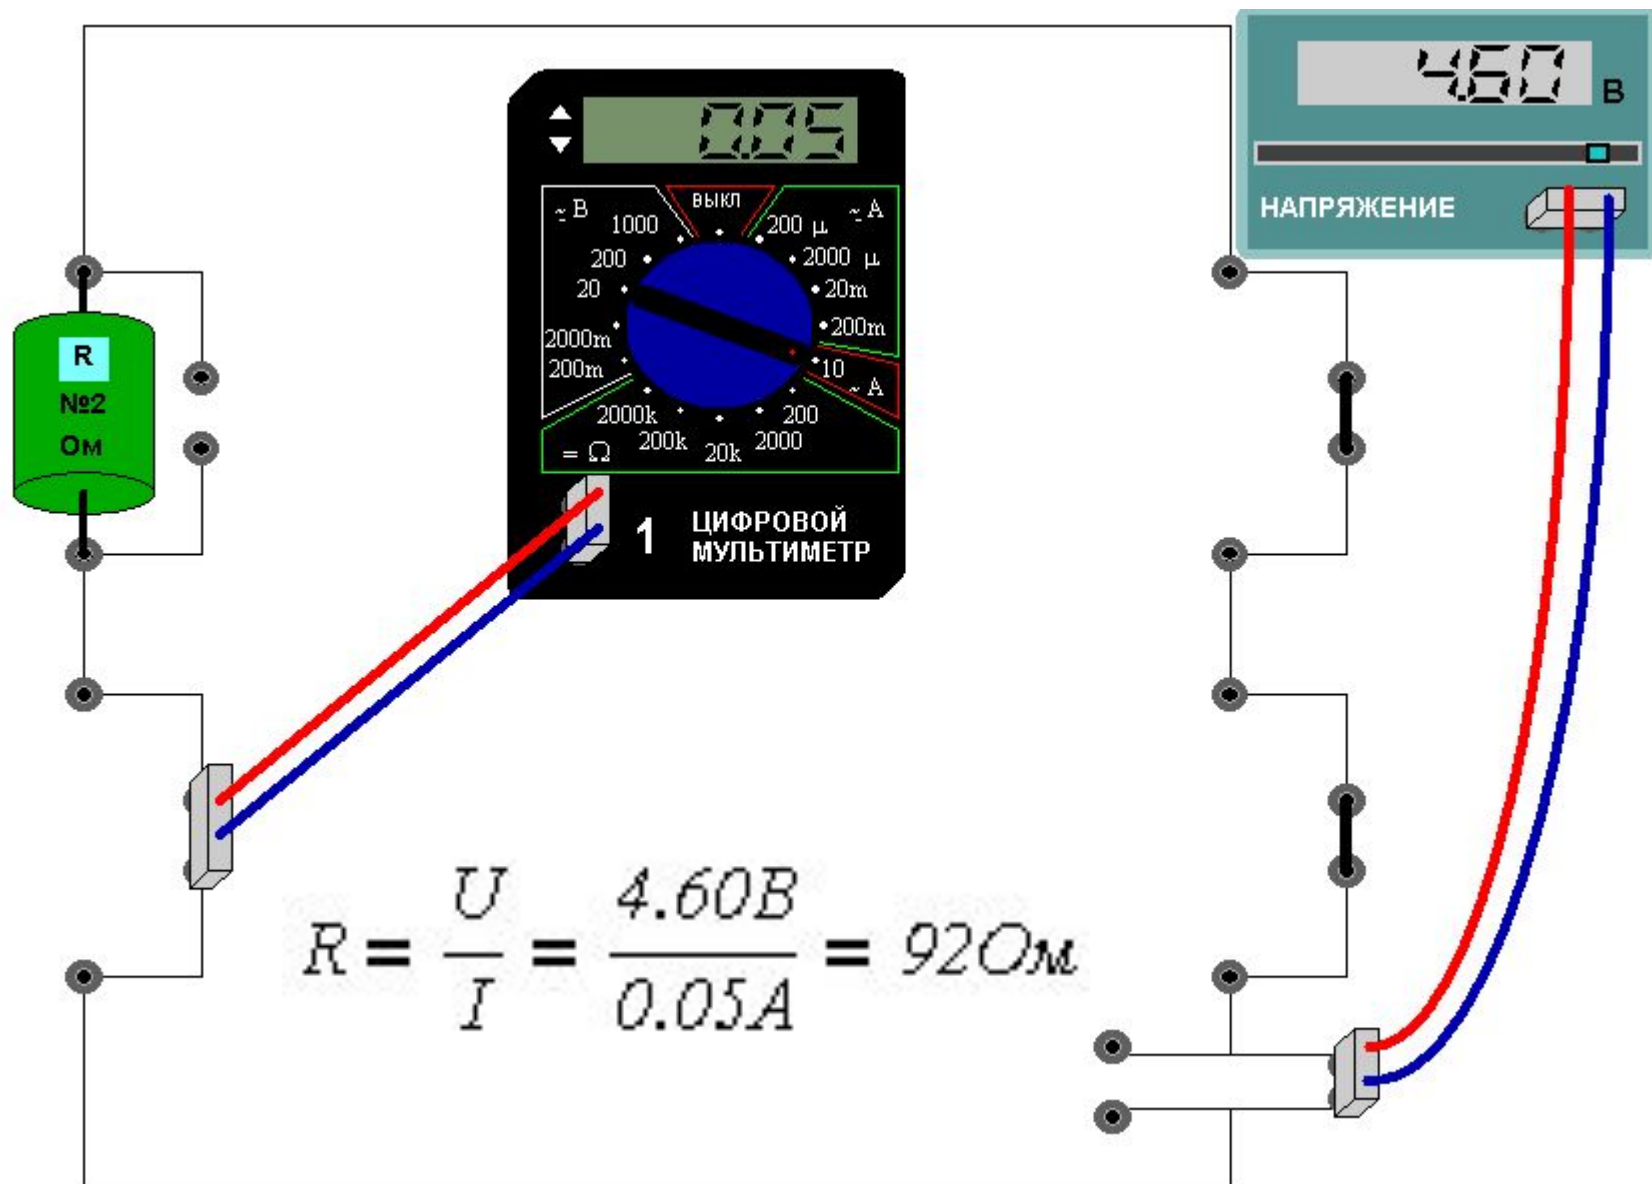 4.60 В
НАПРЯЖЕНИЕ
0.05
ВЫКЛ
~ В
1000
200
20
2000m
200m
~ A
200 µ
2000 µ
20m
200m
10
~ A
200
2000
20k
200k
2000k
= Ω
1
ЦИФРОВОЙ
МУЛЬТИМЕТР
R
№2
Ом
R = U / I = 4.60В / 0.05А = 92Ом